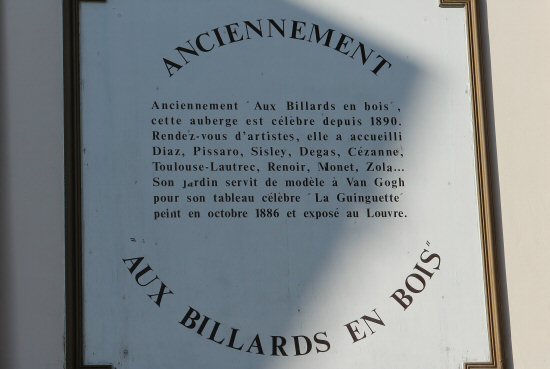 ANCIENNEMENT
Anciennement "Aux Billards en bois",
cette auberge est célèbre depuis 1890.
Rendez-vous d'artistes, elle a accueilli
Diaz, Pissaro, Sisley, Degas, Cézanne,
Toulouse-Lautrec, Renoir, Monet, Zola...
Son Jardin servit de modèle à Van Gogh
pour son tableau célèbre "La Guinguette"
peint en octobre 1886 et exposé au Louvre.
"AUX BILLARDS EN BOIS"